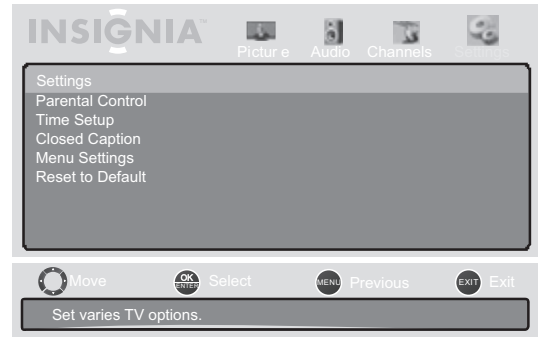 INSIGNIA™
Pictur e Audio Channels Settings
Settings
Parental Control
Time Setup
Closed Caption
Menu Settings
Reset to Default
Move OK ENTER Select MENU Previous EXIT Exit
Set varies TV options.